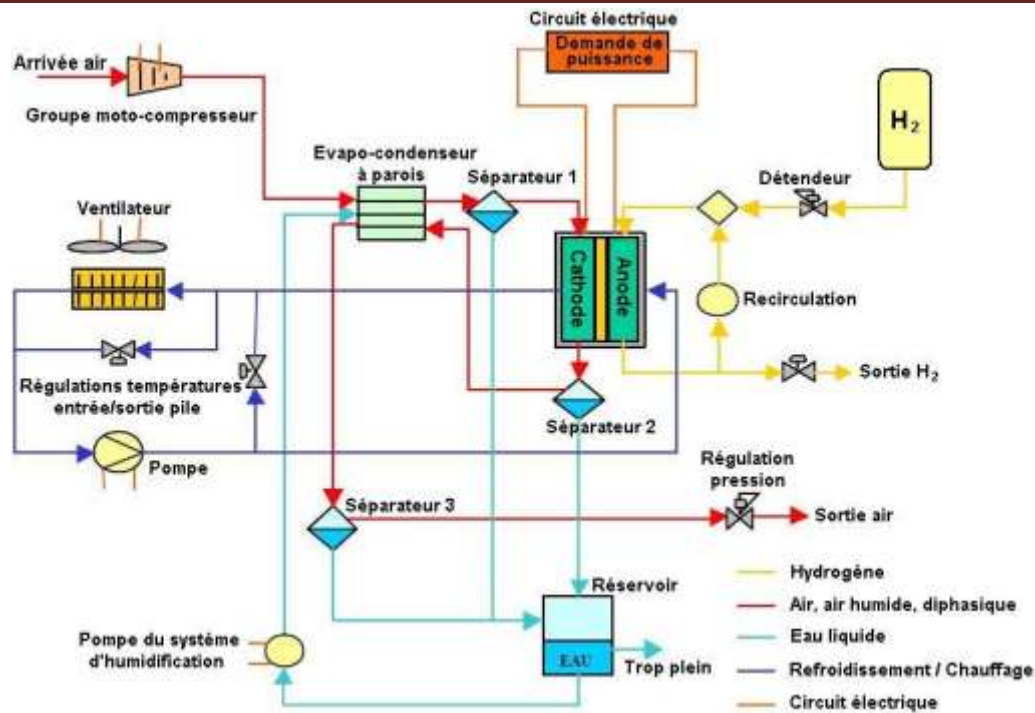 Circuit électrique
Demande de
puissance
Arrivée air
Groupe moto-compresseur
H2
Evapo-condenseur
à parois
Séparateur 1
Détendeur
Ventilateur
Cathode
Anode
Recirculation
Régulations températures
entrée/sortie pile
Sortie H2
Séparateur 2
Pompe
Régulation
pression
Séparateur 3
Sortie air
Réservoir
Hydrogéne
Air, air humide, diphasique
Pompe du système
d'humidification
EAU
Trop plein
Eau liquide
Refroidissement / Chauffage
Circuit électrique